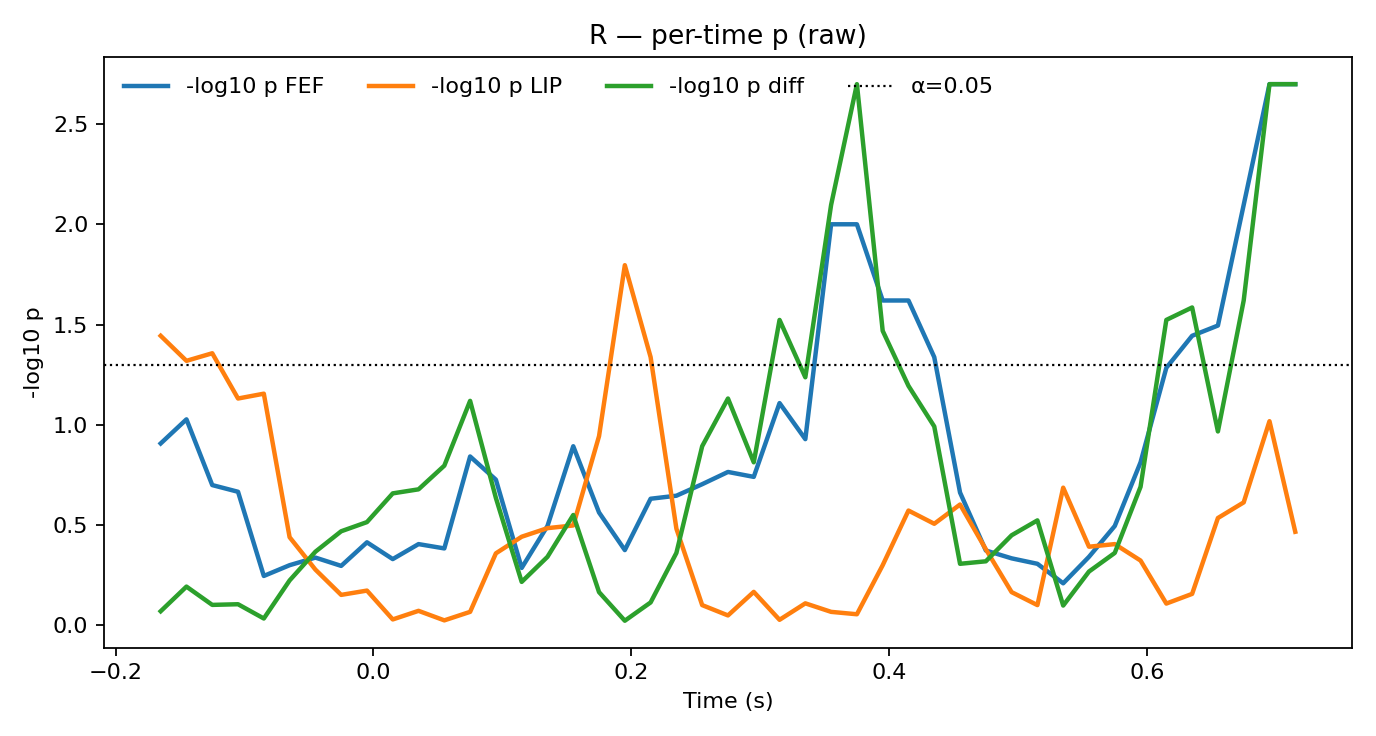 R — per-time p (raw)
-log10 p FEF -log10 p LIP -log10 p diff α=0.05
2.5
2.0
1.5
1.0
0.5
0.0
-log10 p
−0.2 0.0 0.2 0.4 0.6
Time (s)